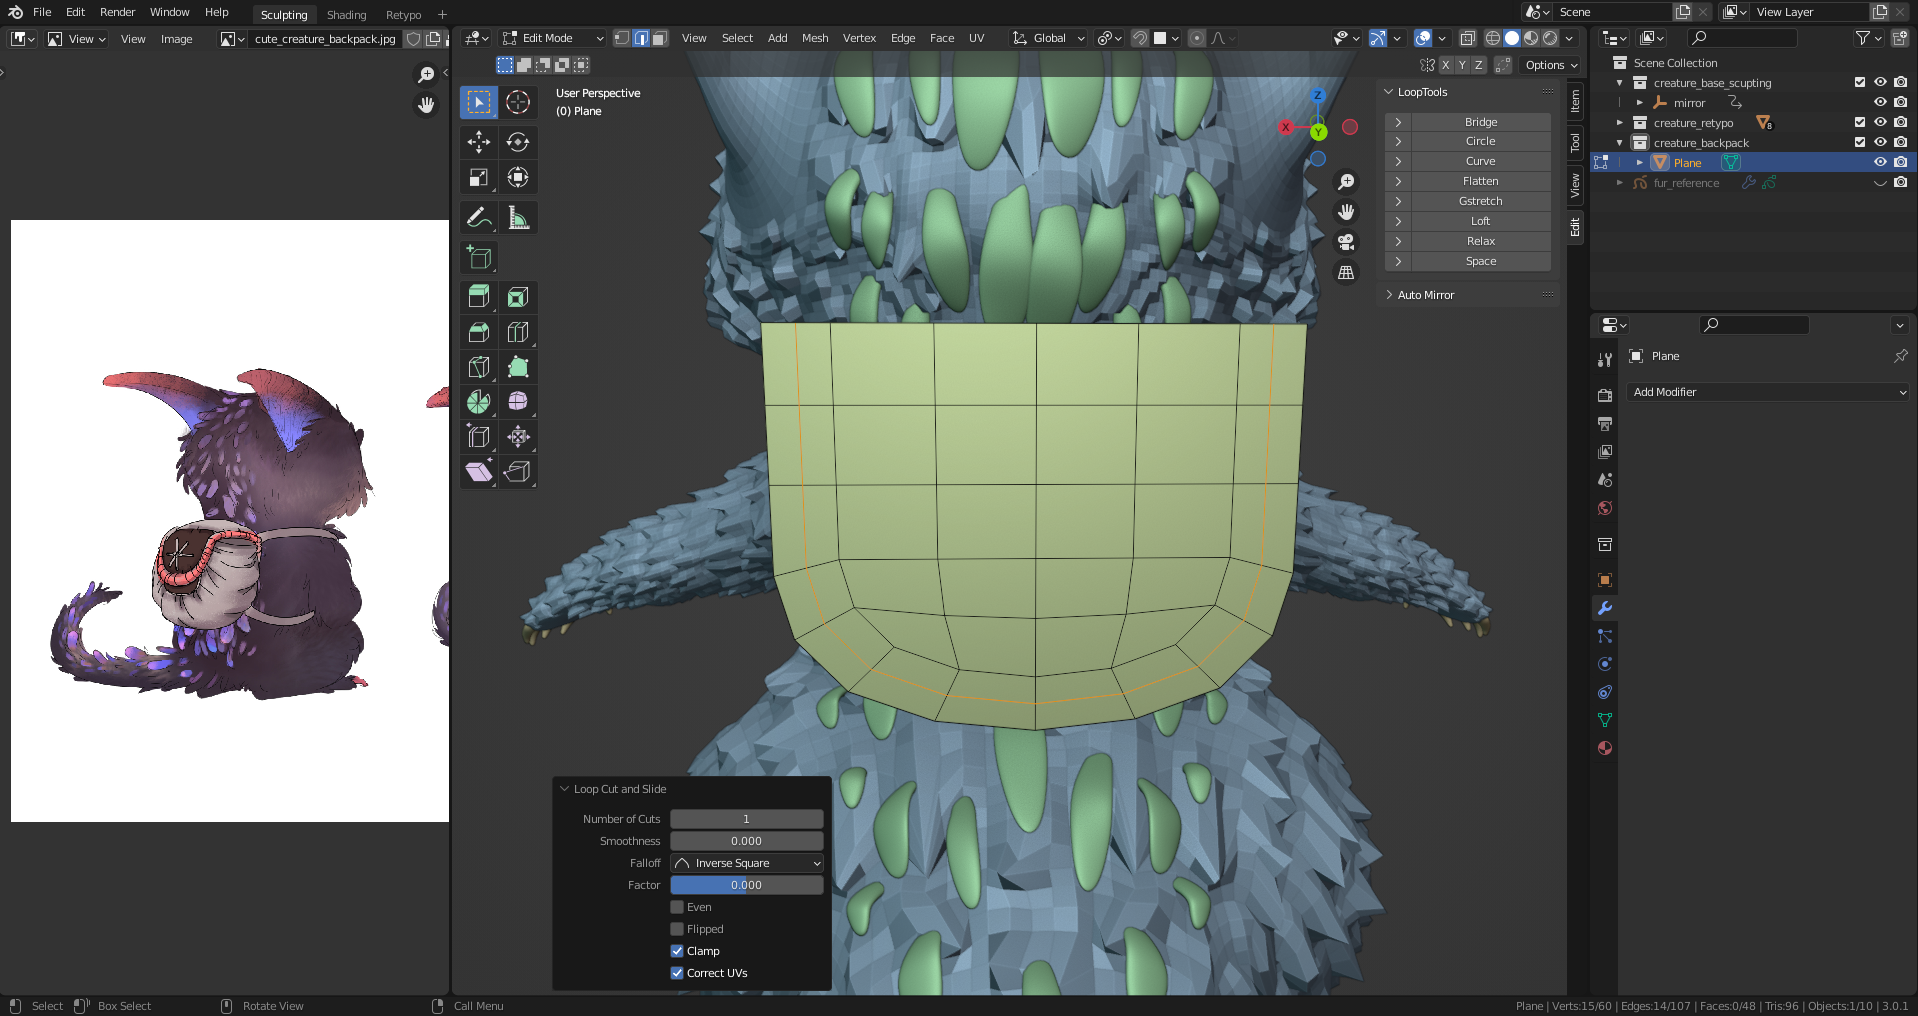 File Edit Render Window Help Sculpting Shading Retypo + Scene View Layer
View View Image cute_creature_backpack.jpg Edit Mode View Select Add Mesh Vertex Edge Face UV Global
X Y Z Options
User Perspective
(0) Plane
Z
X
Y
LoopTools
Bridge
Circle
Curve
Flatten
Gstretch
Loft
Relax
Space
Auto Mirror
Item
Tool
View
Edit
Scene Collection
creature_base_scupting
mirror
creature_retypo 8
creature_backpack
Plane
fur_reference
Plane
Add Modifier
Loop Cut and Slide
Number of Cuts 1
Smoothness 0.000
Falloff Inverse Square
Factor 0.000
Even
Flipped
Clamp
Correct UVs
Select Box Select Rotate View Call Menu Plane | Verts:15/60 | Edges:14/107 | Faces:0/48 | Tris:96 | Objects:1/10 | 3.0.1